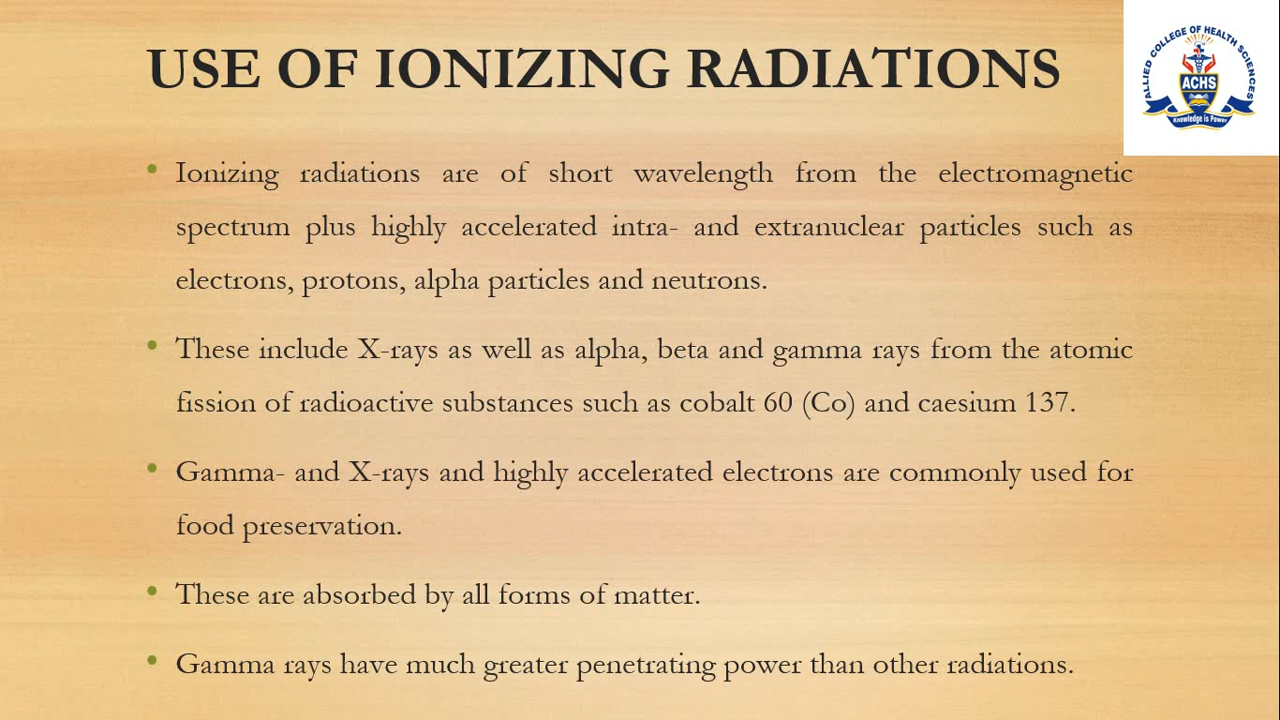 USE OF IONIZING RADIATIONS
ALLIED COLLEGE OF HEALTH SCIENCES
ACHS
Knowledge is Power
• Ionizing radiations are of short wavelength from the electromagnetic
spectrum plus highly accelerated intra- and extranuclear particles such as
electrons, protons, alpha particles and neutrons.
• These include X-rays as well as alpha, beta and gamma rays from the atomic
fission of radioactive substances such as cobalt 60 (Co) and caesium 137.
• Gamma- and X-rays and highly accelerated electrons are commonly used for
food preservation.
• These are absorbed by all forms of matter.
• Gamma rays have much greater penetrating power than other radiations.